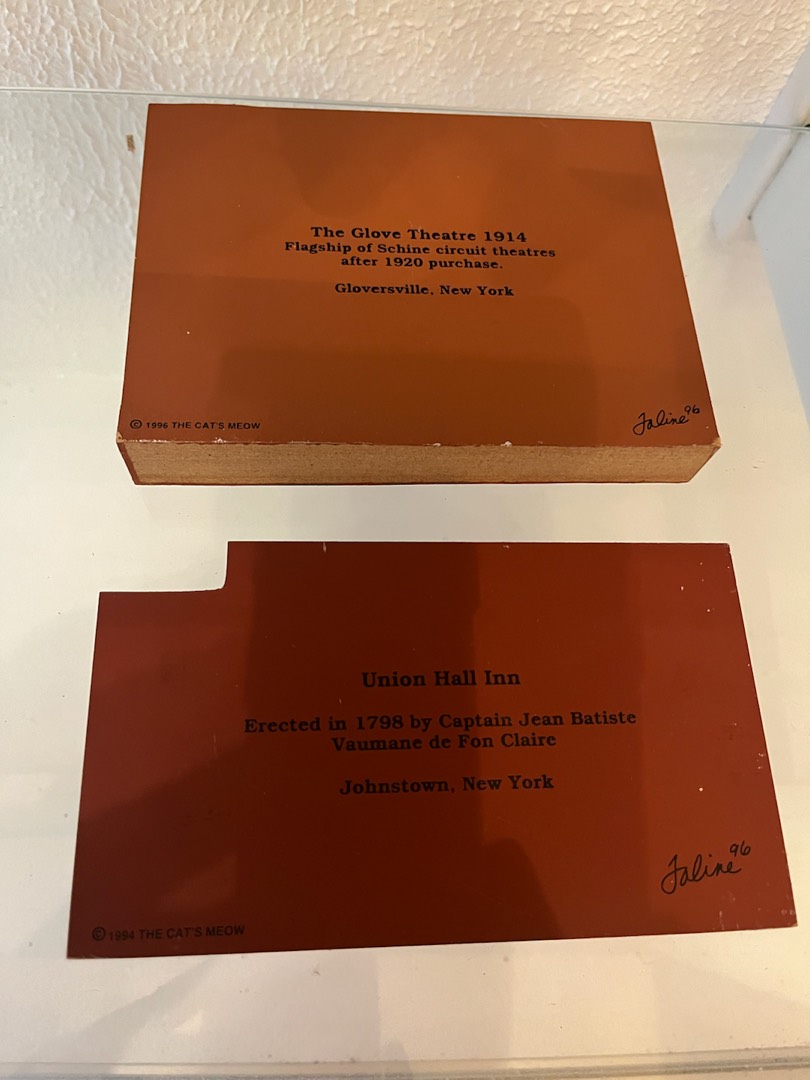 The Glove Theatre 1914
Flagship of Schine circuit theatres
after 1920 purchase.
Gloversville, New York
© 1996 THE CAT'S MEOW
Faline 96
Union Hall Inn
Erected in 1798 by Captain Jean Batiste
Vaumane de Fon Claire
Johnstown, New York
Faline 96
© 1994 THE CAT'S MEOW